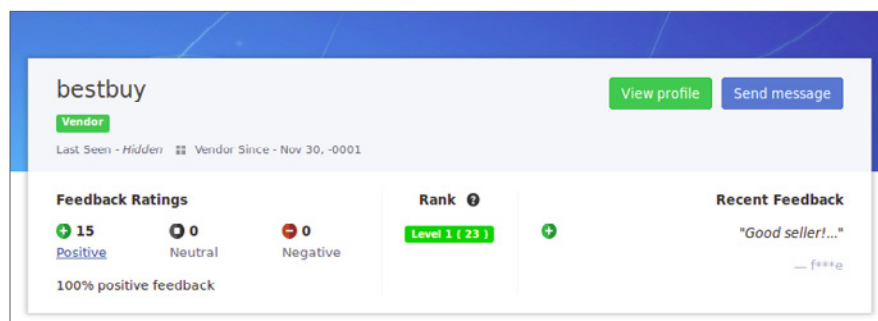 bestbuy
View profile
Send message
Vendor
Last Seen - Hidden Vendor Since - Nov 30, -0001
Feedback Ratings
Rank
Recent Feedback
15
0
0
Level 1 ( 23 )
"Good seller!..."
Positive
Neutral
Negative
— f***e
100% positive feedback